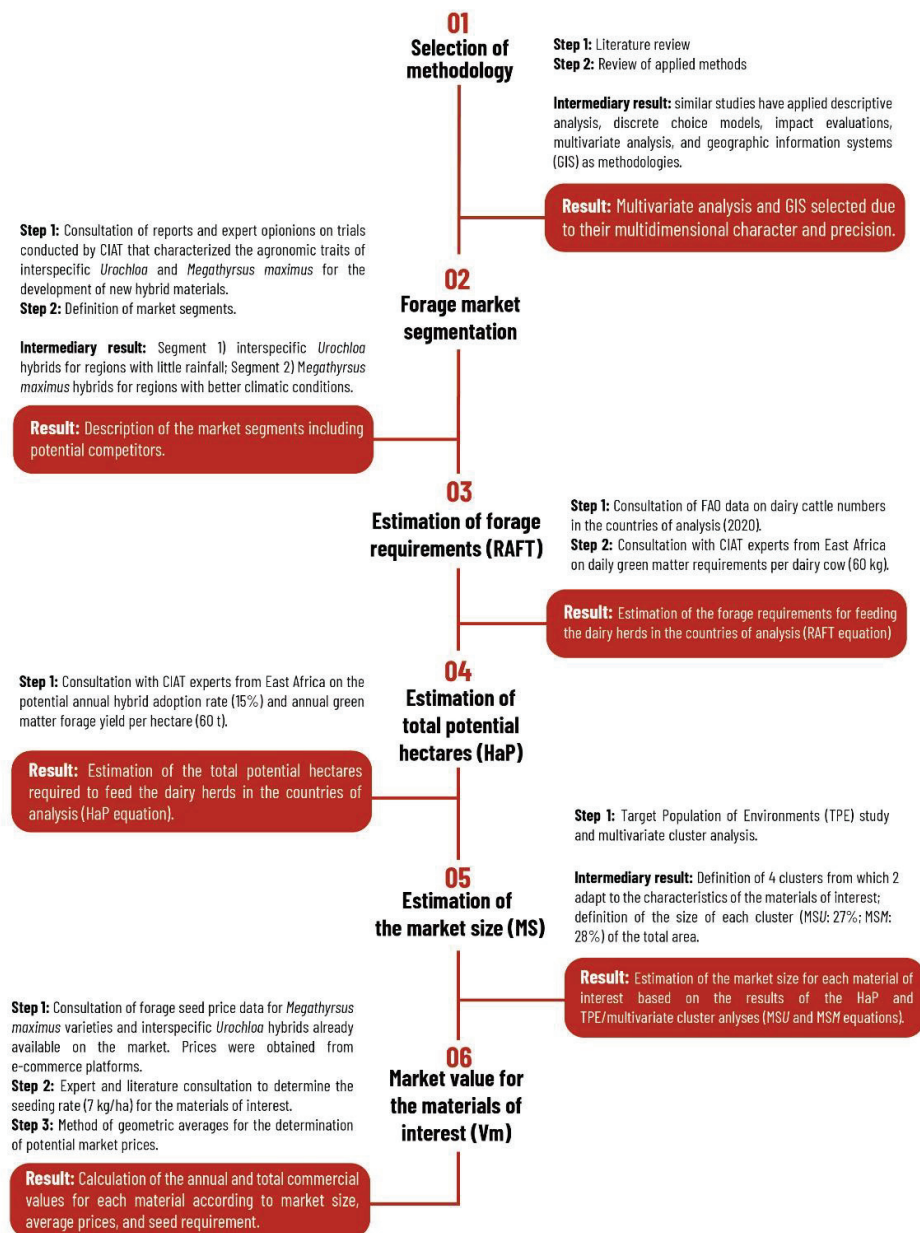 01
Selection of
methodology
Step 1: Literature review
Step 2: Review of applied methods
Intermediary result: similar studies have applied descriptive
analysis, discrete choice models, impact evaluations,
multivariate analysis, and geographic information systems
(GIS) as methodologies.
Result: Multivariate analysis and GIS selected due
to their multidimensional character and precision.
Step 1: Consultation of reports and expert opionions on trials
conducted by CIAT that characterized the agronomic traits of
interspecific Urochloa and Megathyrsus maximus for the
development of new hybrid materials.
Step 2: Definition of market segments.
Intermediary result: Segment 1) interspecific Urochloa
hybrids for regions with little rainfall; Segment 2) Megathyrsus
maximus hybrids for regions with better climatic conditions.
Result: Description of the market segments including
potential competitors.
02
Forage market
segmentation
03
Estimation of forage
requirements (RAFT)
Step 1: Consultation of FAO data on dairy cattle numbers
in the countries of analysis (2020).
Step 2: Consultation with CIAT experts from East Africa
on daily green matter requirements per dairy cow (60 kg).
Result: Estimation of the forage requirements for feeding
the dairy herds in the countries of analysis (RAFT equation)
04
Estimation of
total potential
hectares (HaP)
Step 1: Consultation with CIAT experts from East Africa on the
potential annual hybrid adoption rate (15%) and annual green
matter forage yield per hectare (60 t).
Result: Estimation of the total potential hectares
required to feed the dairy herds in the countries of
analysis (HaP equation).
05
Estimation of
the market size (MS)
Step 1: Target Population of Environments (TPE) study
and multivariate cluster analysis.
Intermediary result: Definition of 4 clusters from which 2
adapt to the characteristics of the materials of interest;
definition of the size of each cluster (MSU: 27%; MSM:
28%) of the total area.
Result: Estimation of the market size for each material of
interest based on the results of the HaP and
TPE/multivariate cluster anlyses (MSU and MSM equations).
Step 1: Consultation of forage seed price data for Megathyrsus
maximus varieties and interspecific Urochloa hybrids already
available on the market. Prices were obtained from
e-commerce platforms.
Step 2: Expert and literature consultation to determine the
seeding rate (7 kg/ha) for the materials of interest.
Step 3: Method of geometric averages for the determination
of potential market prices.
Result: Calculation of the annual and total commercial
values for each material according to market size,
average prices, and seed requirement.
06
Market value for
the materials of
interest (Vm)